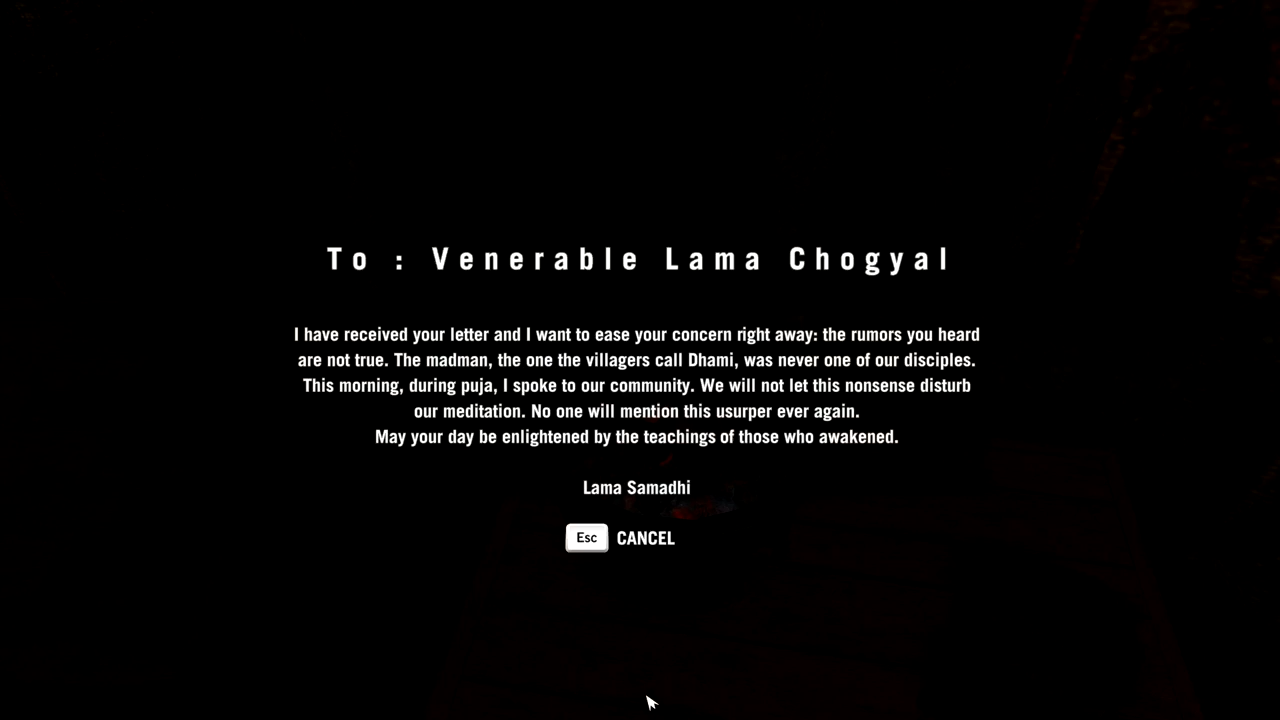 To : Venerable Lama Chogyal
I have received your letter and I want to ease your concern right away: the rumors you heard
are not true. The madman, the one the villagers call Dhami, was never one of our disciples.
This morning, during puja, I spoke to our community. We will not let this nonsense disturb
our meditation. No one will mention this usurper ever again.
May your day be enlightened by the teachings of those who awakened.
Lama Samadhi
Esc CANCEL